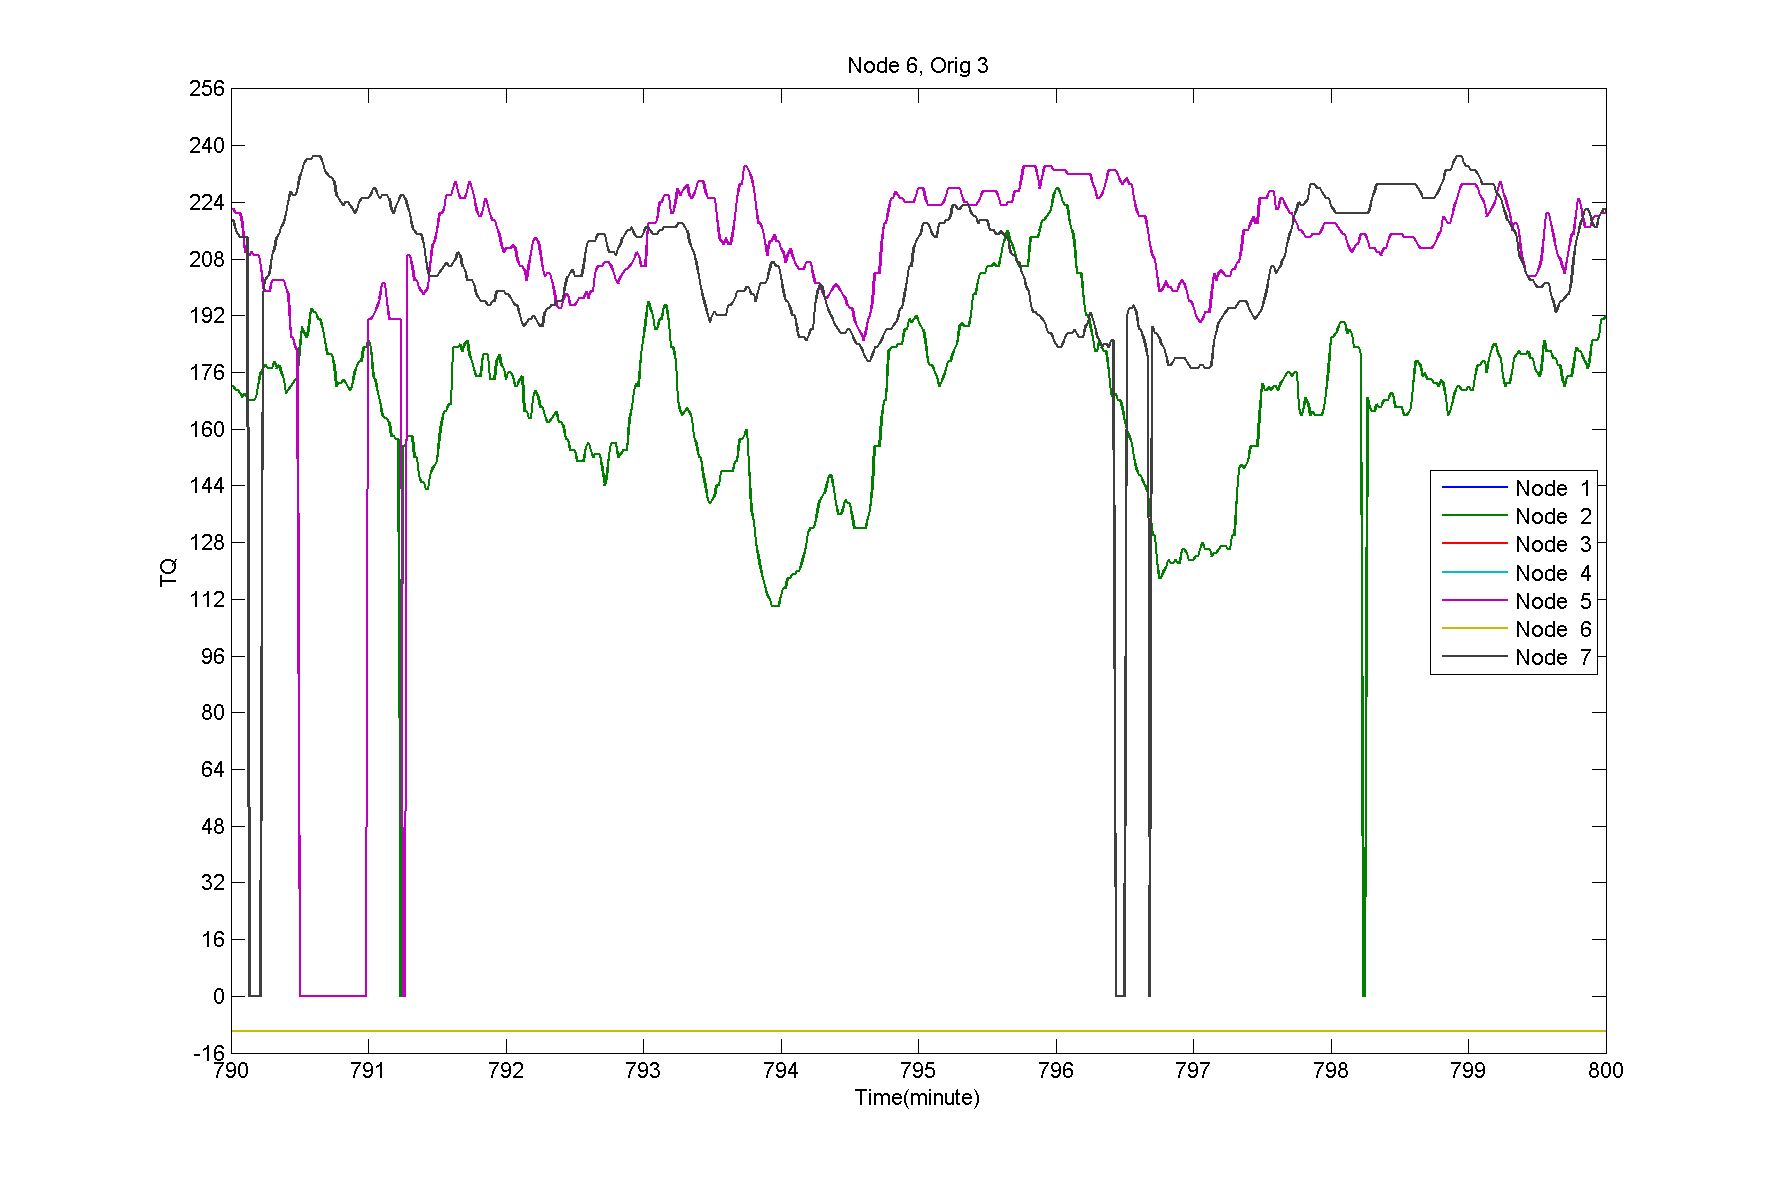 Node 6, Orig 3
256
240
224
208
192
176
160
144
128
112
96
80
64
48
32
16
0
-16
TQ
Node 1
Node 2
Node 3
Node 4
Node 5
Node 6
Node 7
790 791 792 793 794 795 796 797 798 799 800
Time(minute)